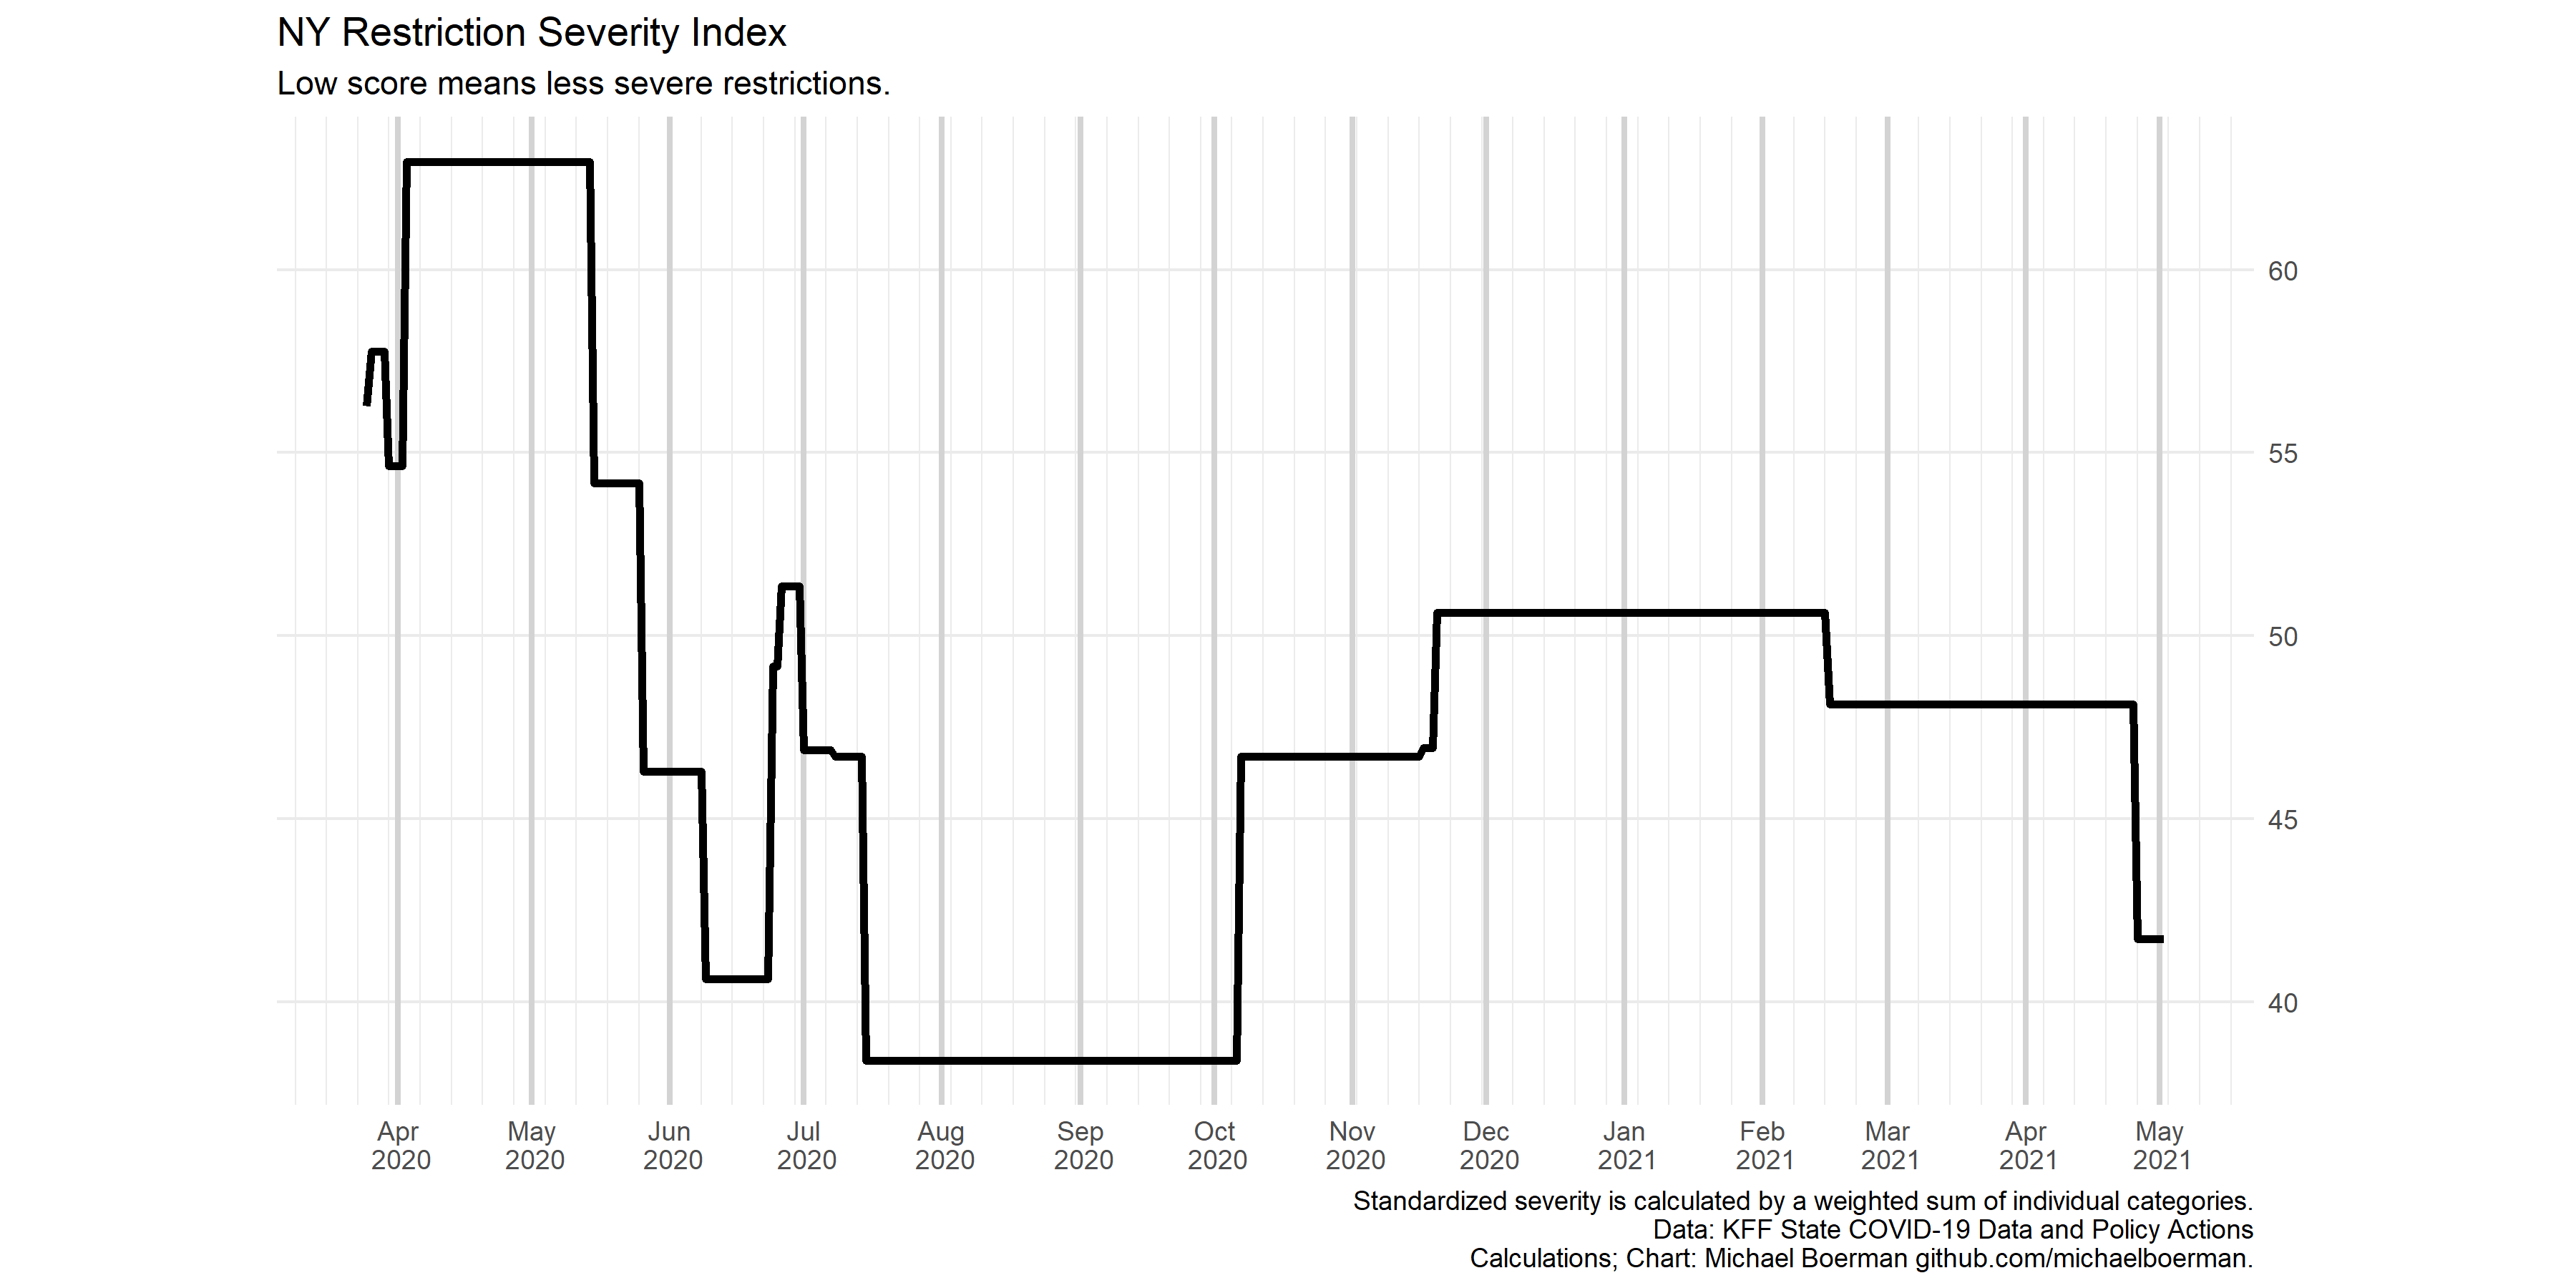 NY Restriction Severity Index
Low score means less severe restrictions.
60
55
50
45
40
Apr 2020
May 2020
Jun 2020
Jul 2020
Aug 2020
Sep 2020
Oct 2020
Nov 2020
Dec 2020
Jan 2021
Feb 2021
Mar 2021
Apr 2021
May 2021
Standardized severity is calculated by a weighted sum of individual categories.
Data: KFF State COVID-19 Data and Policy Actions
Calculations; Chart: Michael Boerman github.com/michaelboerman.